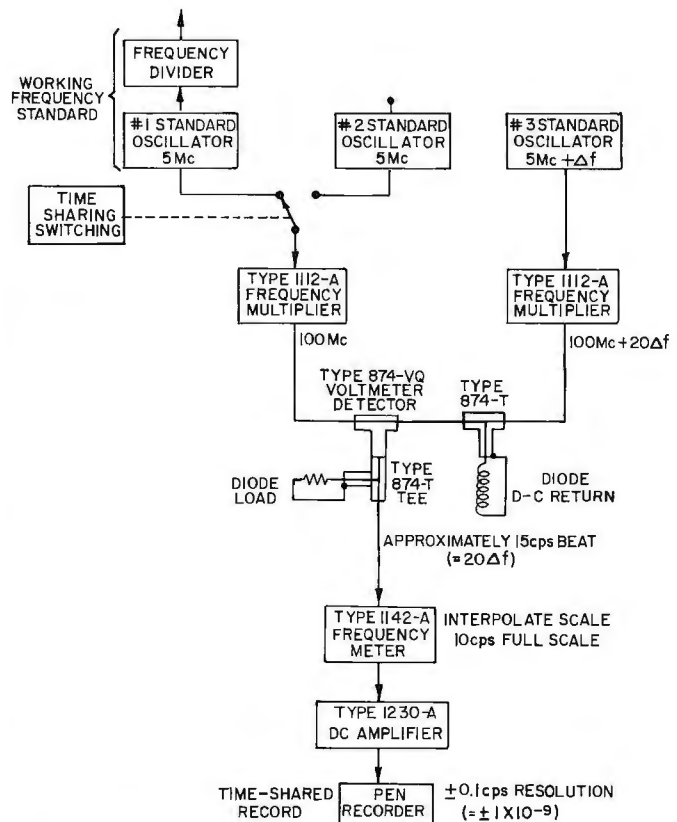 FREQUENCY
DIVIDER
WORKING
FREQUENCY
STANDARD
#1 STANDARD
OSCILLATOR
5 Mc
#2 STANDARD
OSCILLATOR
5Mc
#3 STANDARD
OSCILLATOR
5Mc + Δf
TIME
SHARING
SWITCHING
TYPE 1112-A
FREQUENCY
MULTIPLIER
TYPE 1112-A
FREQUENCY
MULTIPLIER
100Mc
100Mc + 20Δf
TYPE 874-VQ
VOLTMETER
DETECTOR
TYPE
874-T
DIODE
LOAD
TYPE
874-T
TEE
DIODE
D-C RETURN
APPROXIMATELY 15cps BEAT
(= 20Δf)
TYPE 1142-A
FREQUENCY
METER
INTERPOLATE SCALE
10cps FULL SCALE
TYPE 1230-A
DC AMPLIFIER
TIME-SHARED
RECORD
PEN
RECORDER
±0.1cps RESOLUTION
(= ± 1X10-9)